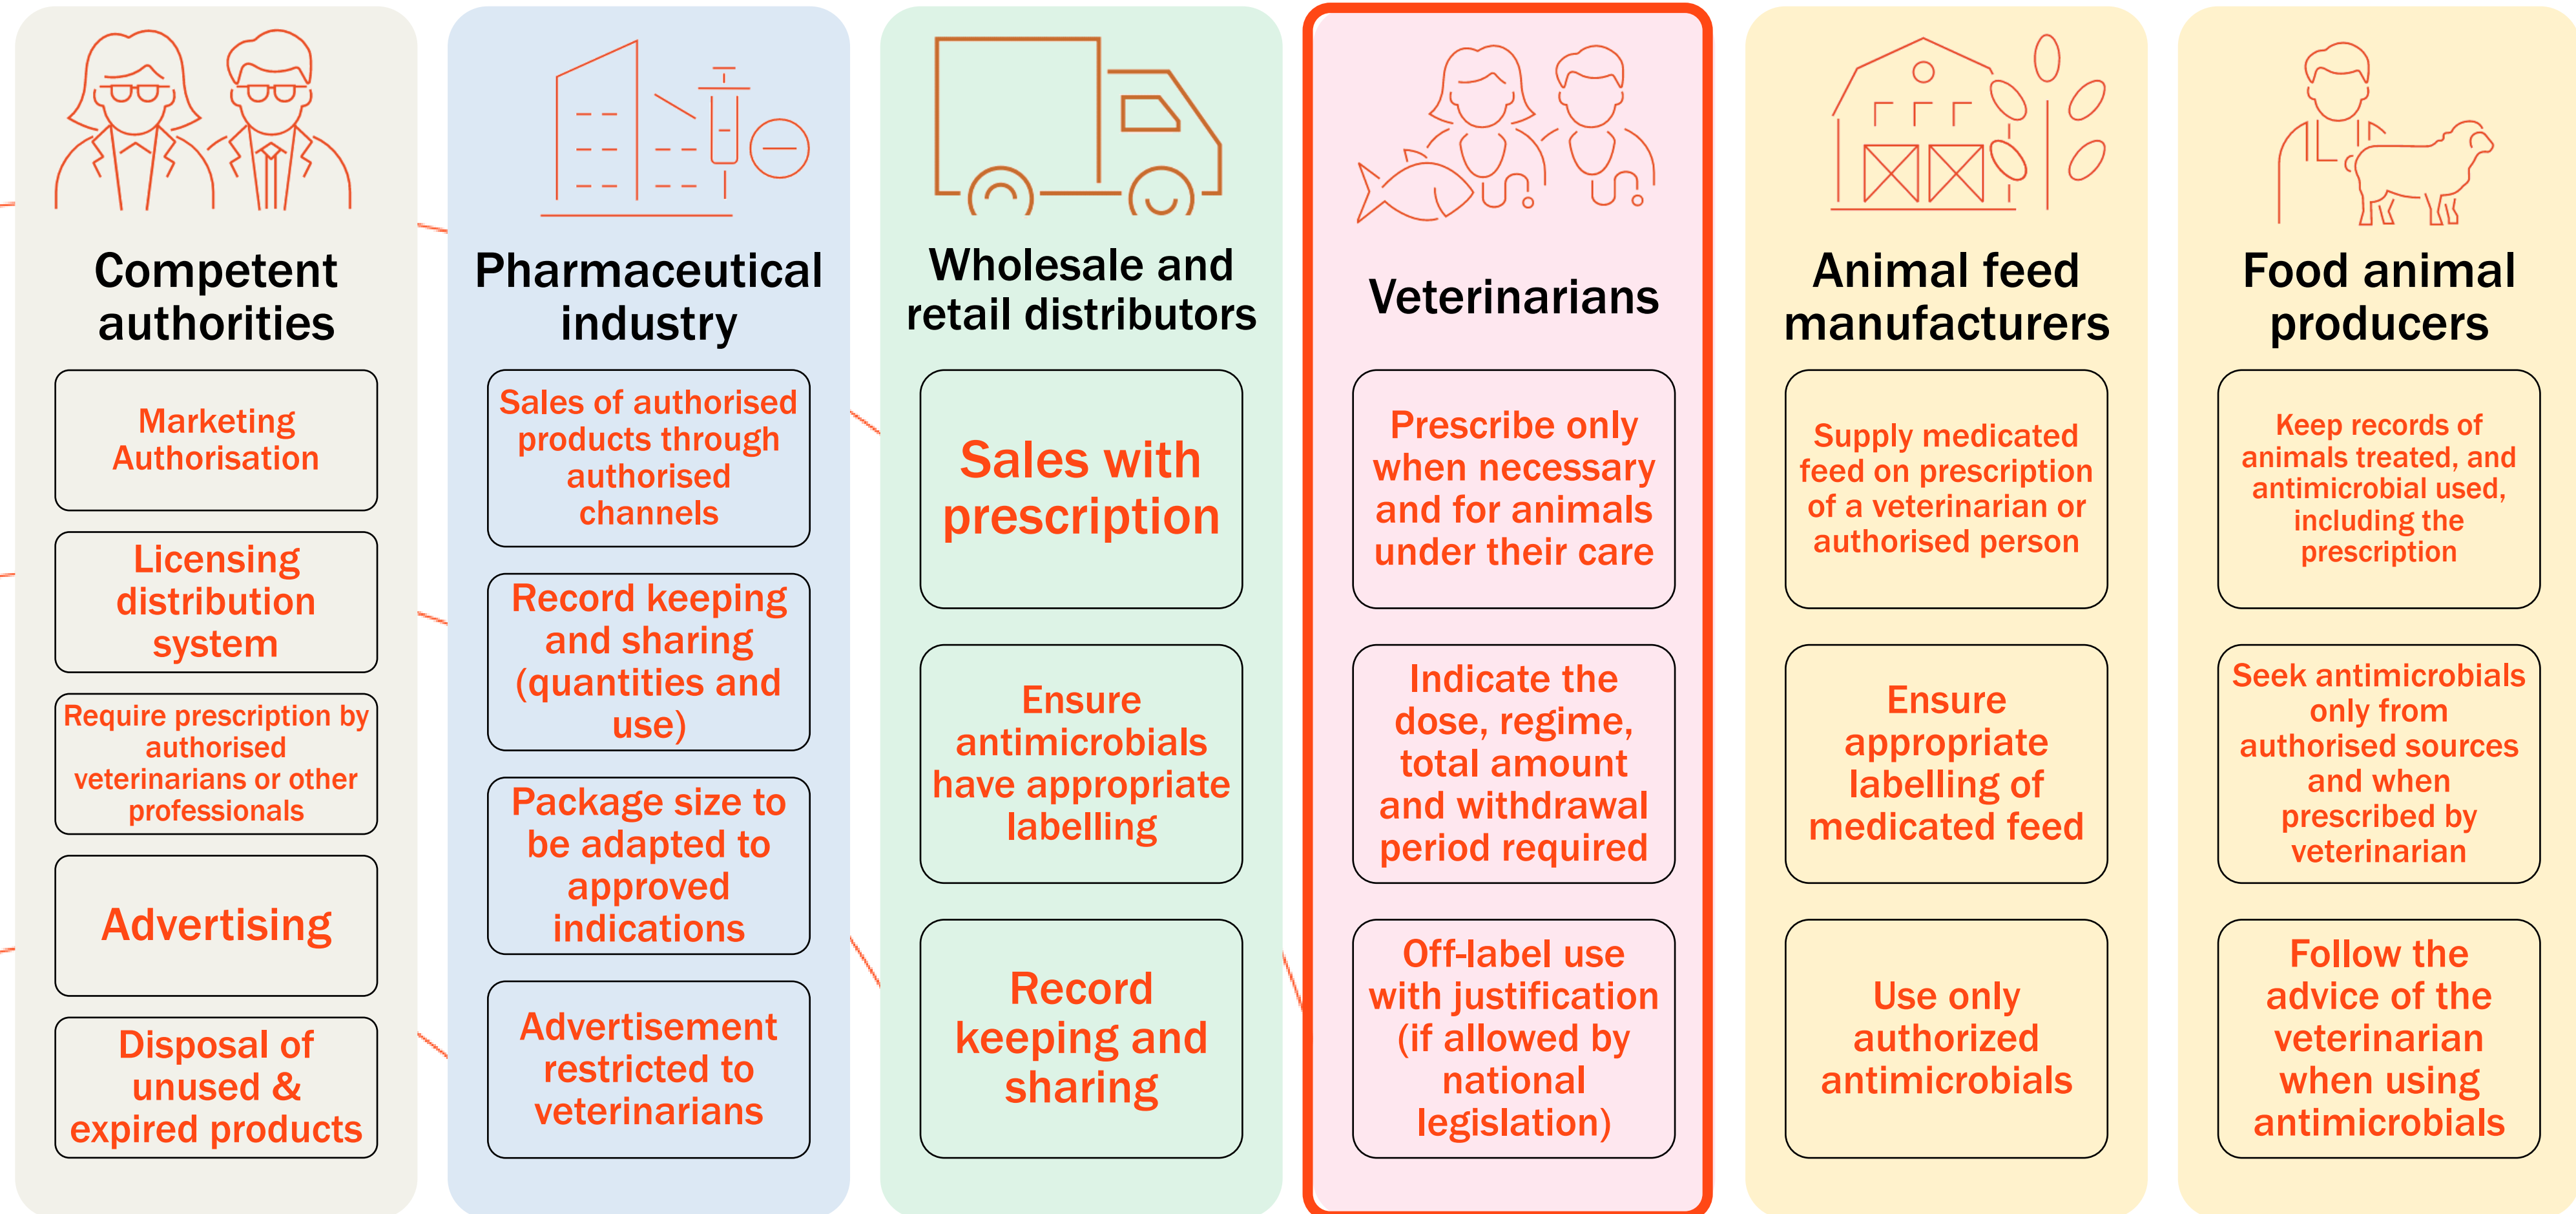 Competent
authorities
Marketing
Authorisation
Licensing
distribution
system
Require prescription by
authorised
veterinarians or other
professionals
Advertising
Disposal of
unused &
expired products
Pharmaceutical
industry
Sales of authorised
products through
authorised
channels
Record keeping
and sharing
(quantities and
use)
Package size to
be adapted to
approved
indications
Advertisement
restricted to
veterinarians
Wholesale and
retail distributors
Sales with
prescription
Ensure
antimicrobials
have appropriate
labelling
Record
keeping and
sharing
Veterinarians
Prescribe only
when necessary
and for animals
under their care
Indicate the
dose, regime,
total amount
and withdrawal
period required
Off-label use
with justification
(if allowed by
national
legislation)
Animal feed
manufacturers
Supply medicated
feed on prescription
of a veterinarian or
authorised person
Ensure
appropriate
labelling of
medicated feed
Use only
authorized
antimicrobials
Food animal
producers
Keep records of
animals treated, and
antimicrobial used,
including the
prescription
Seek antimicrobials
only from
authorised sources
and when
prescribed by
veterinarian
Follow the
advice of the
veterinarian
when using
antimicrobials